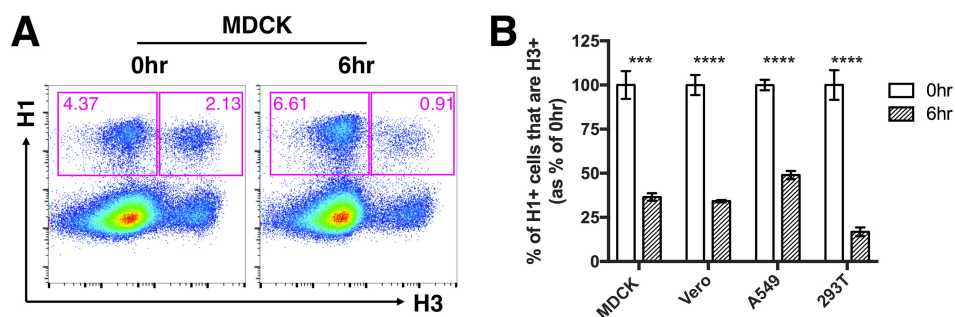 A
MDCK
0hr
6hr
H1
4.37
2.13
6.61
0.91
H3
B
% of H1+ cells that are H3+
(as % of 0hr)
125
100
75
50
25
0
***
****
****
****
MDCK
Vero
A549
293T
0hr
6hr